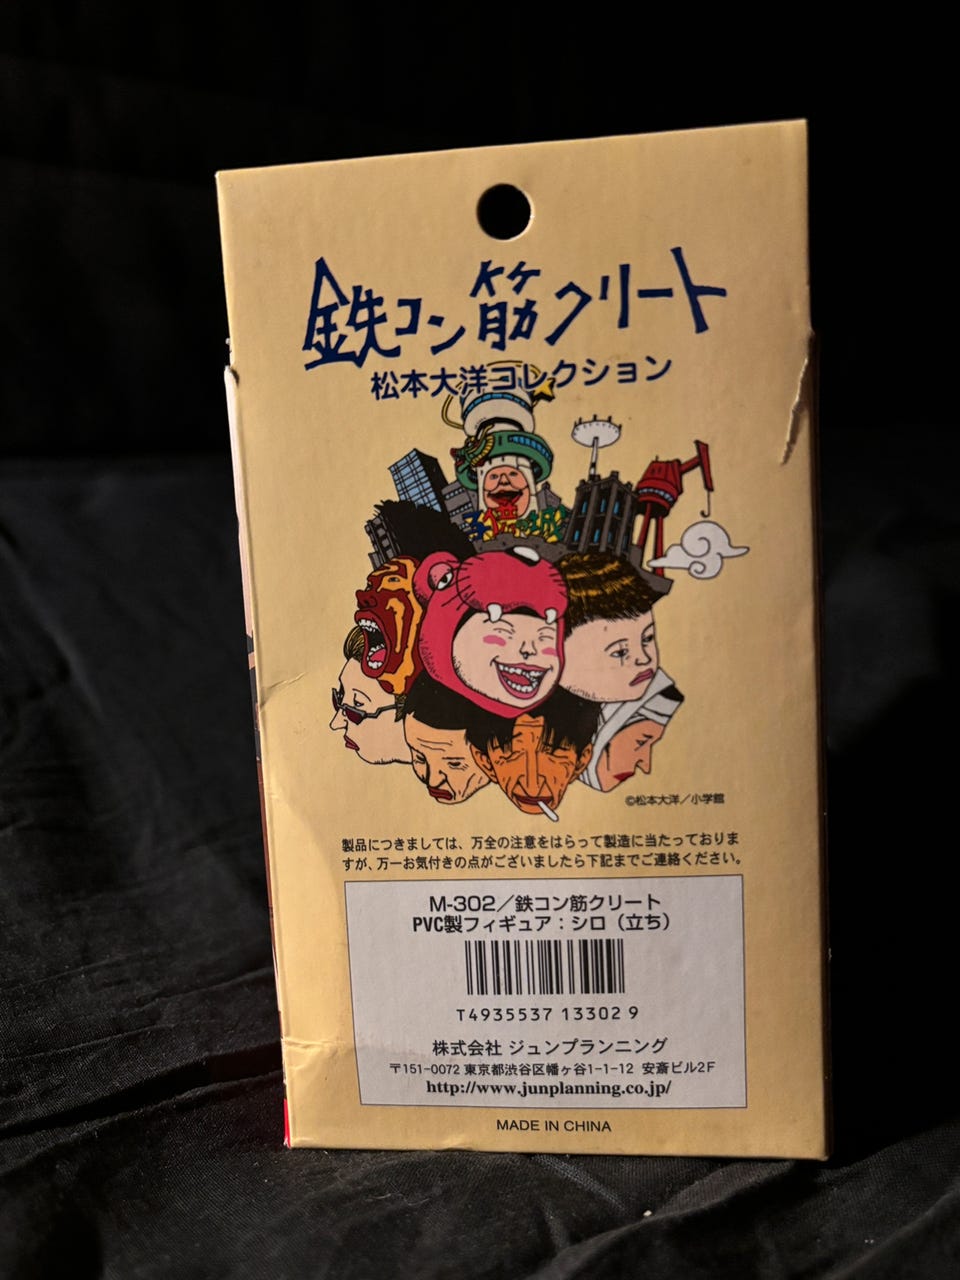 鉄コン筋クリート
松本大洋コレクション
子供の城
©松本大洋／小学館
製品につきましては、万全の注意をはらって製造に当たっておりま
すが、万一お気付きの点がございましたら下記までご連絡ください。
M-302／鉄コン筋クリート
PVC製フィギュア：シロ（立ち）
T4935537 133029
株式会社 ジュンプランニング
〒151-0072 東京都渋谷区幡ヶ谷1-1-12 安斎ビル2F
http://www.junplanning.co.jp/
MADE IN CHINA